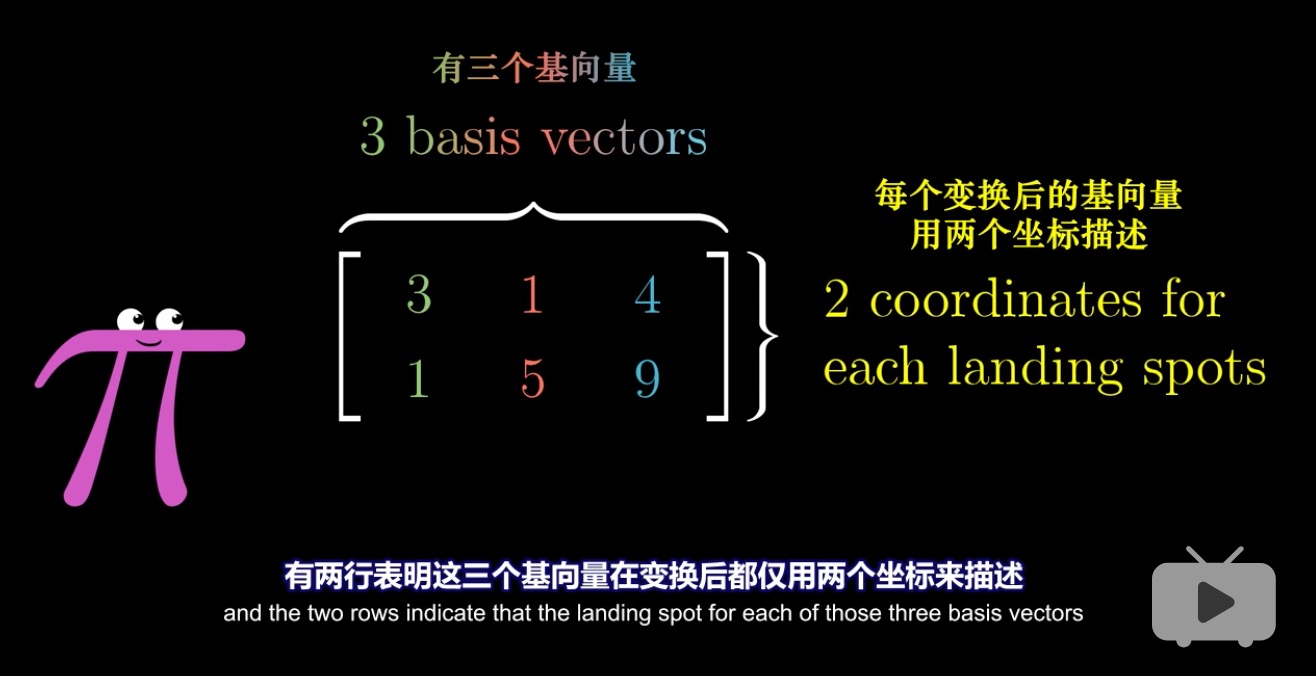 有三个基向量
3 basis vectors
每个变换后的基向量
用两个坐标描述
3 1 4
2 coordinates for
each landing spots
1 5 9
有两行表明这三个基向量在变换后都仅用两个坐标来描述
and the two rows indicate that the landing spot for each of those three basis vectors